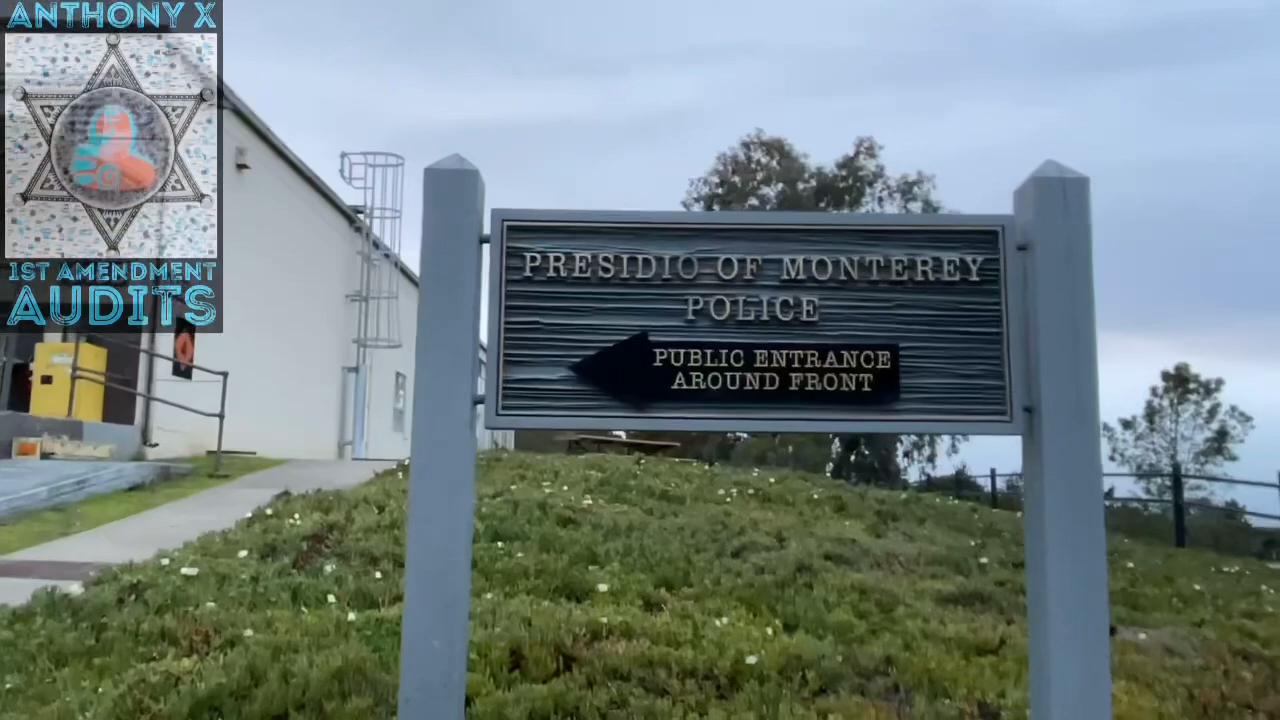 ANTHONY X
1ST AMENDMENT
AUDITS
PRESIDIO OF MONTEREY
POLICE
PUBLIC ENTRANCE
AROUND FRONT